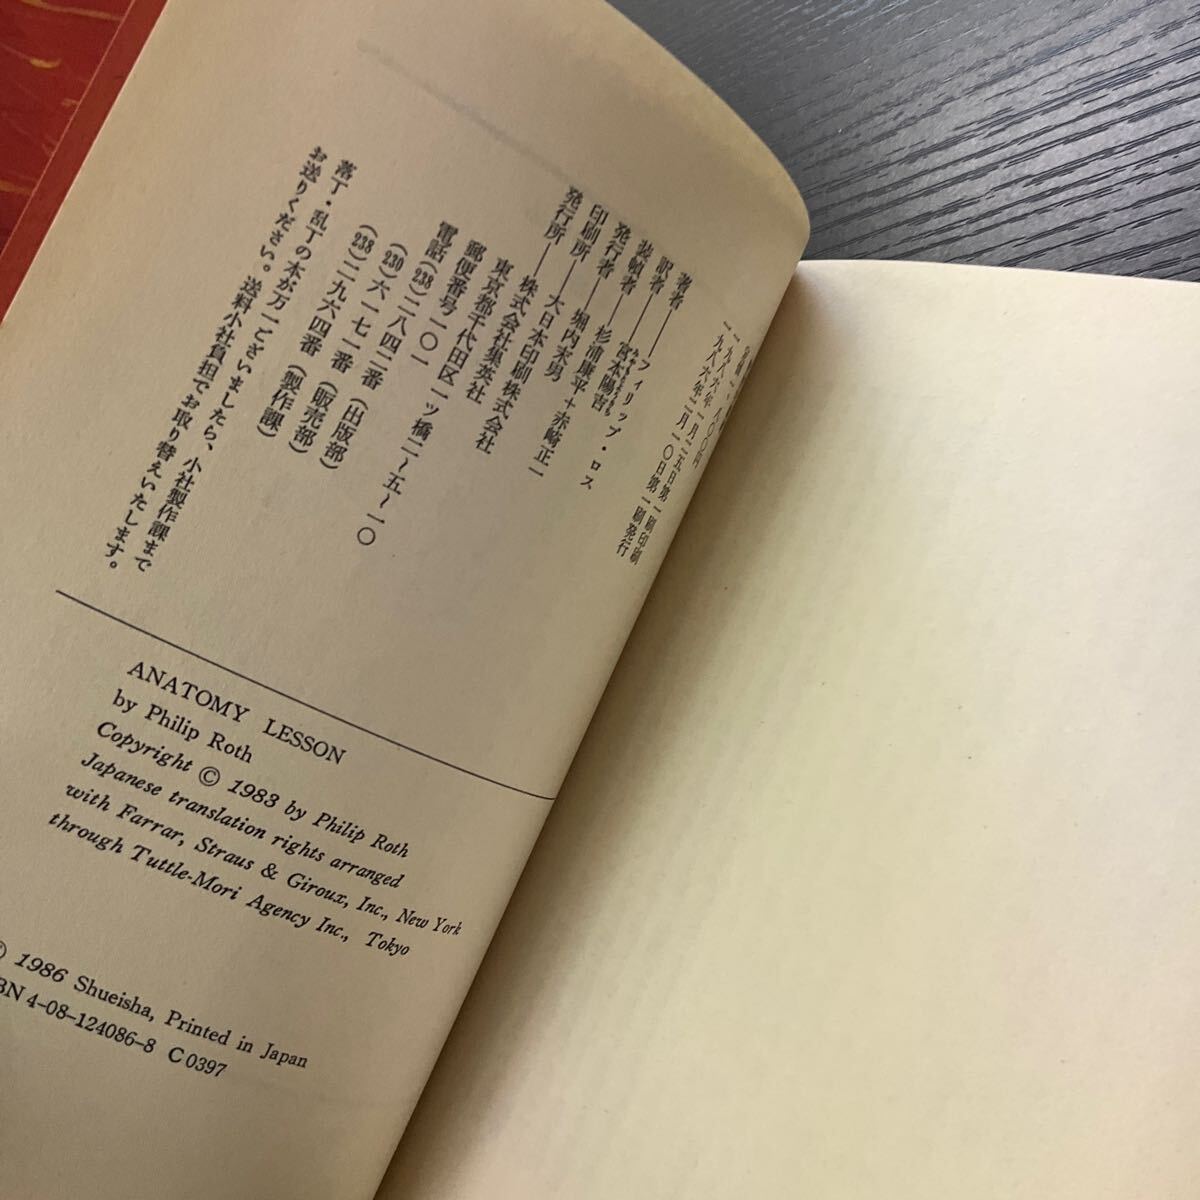 一九八六年一月二五日第一刷印刷
一九八六年二月一〇日第一刷発行
著者――フィリップ・ロス
訳者――宮本陽吉
装幀者――杉浦康平+赤崎正一
発行者――堀内末男
印刷所――大日本印刷株式会社
発行所――株式会社集英社
東京都千代田区一ツ橋二〜五〜一〇
郵便番号一〇一
電話(238)二八四二番(出版部)
(230)六一七一番(販売部)
(238)二九六四番(製作課)
落丁・乱丁の本が万一ございましたら、小社製作課まで
お送りください。送料小社負担でお取り替えいたします。
ANATOMY LESSON
by Philip Roth
Copyright © 1983 by Philip Roth
Japanese translation rights arranged
with Farrar, Straus & Giroux, Inc., New York
through Tuttle-Mori Agency Inc., Tokyo
© 1986 Shueisha, Printed in Japan
BN 4-08-124086-8 C0397